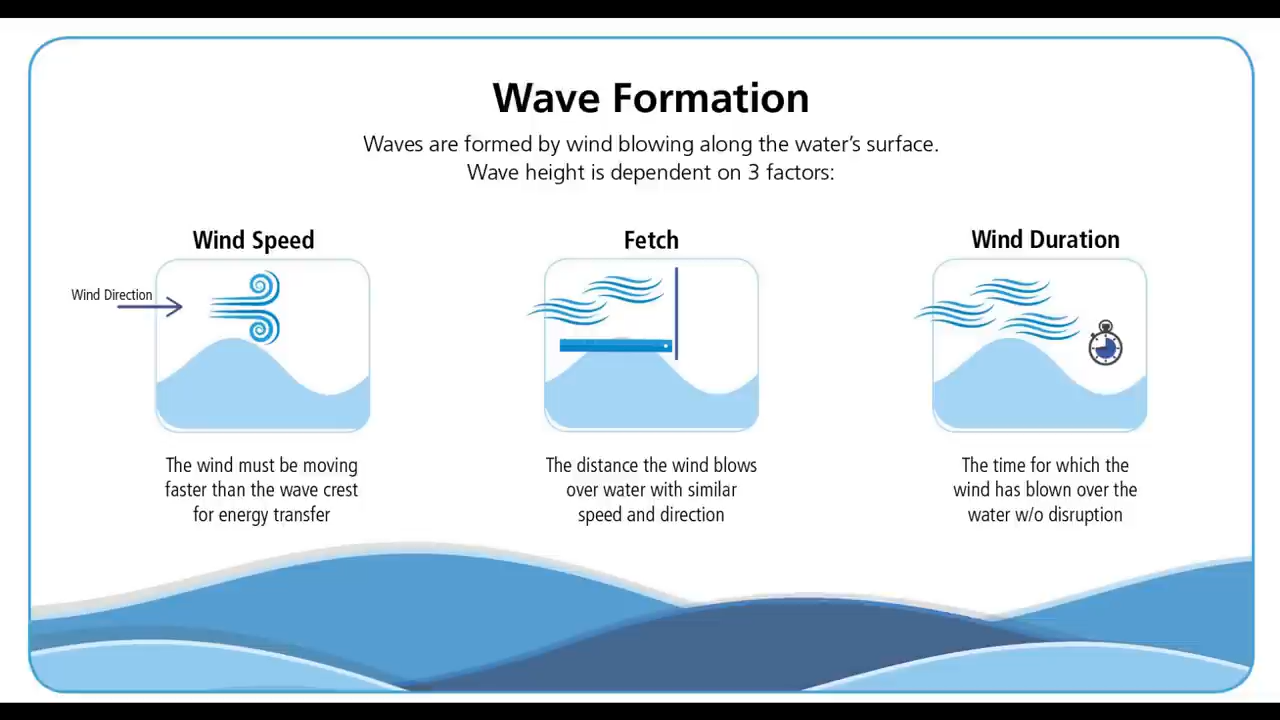 Wave Formation
Waves are formed by wind blowing along the water's surface.
Wave height is dependent on 3 factors:
Wind Speed
Wind Direction
The wind must be moving
faster than the wave crest
for energy transfer
Fetch
The distance the wind blows
over water with similar
speed and direction
Wind Duration
The time for which the
wind has blown over the
water w/o disruption